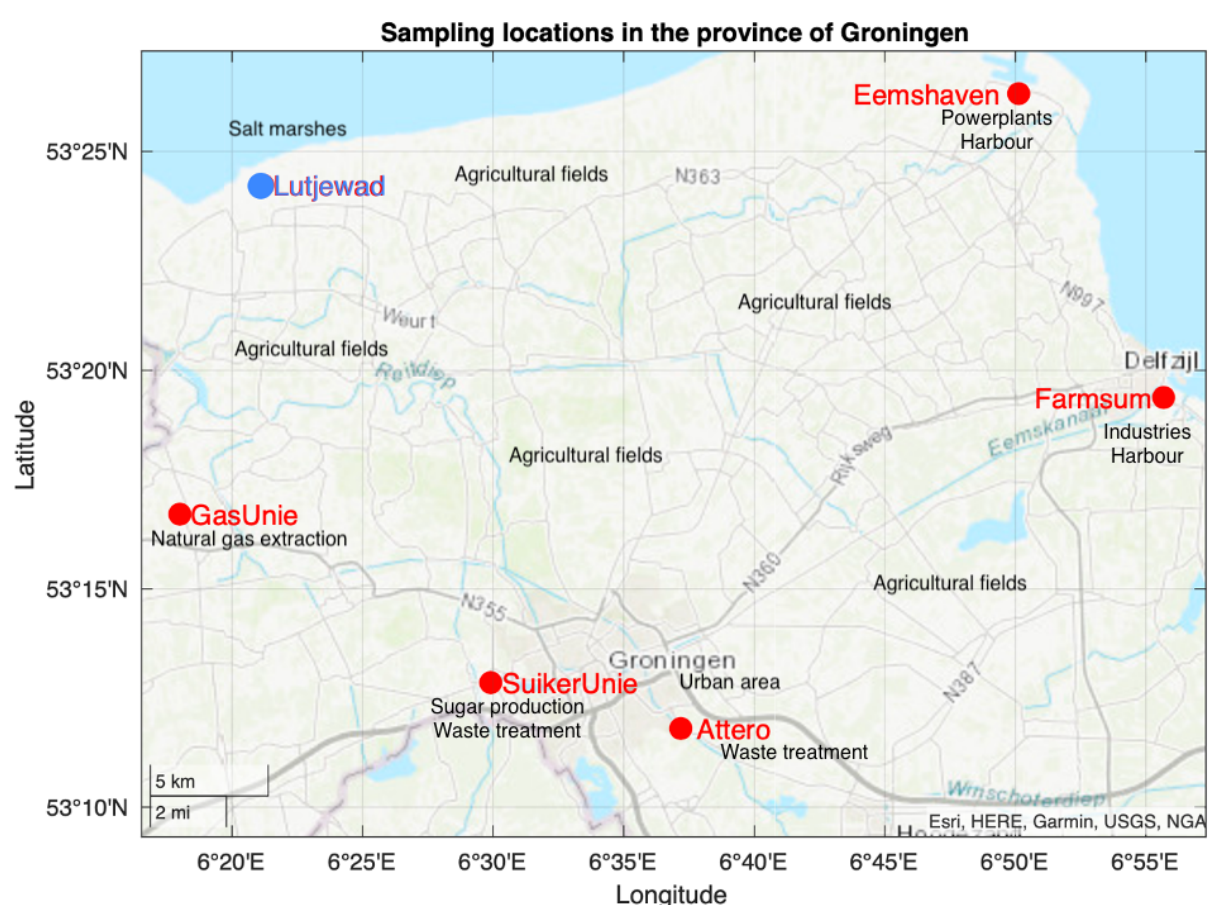 Sampling locations in the province of Groningen
Eemshaven
Powerplants
Harbour
Salt marshes
53°25'N
Agricultural fields
N363
Lutjewad
N997
Agricultural fields
Weurt
Agricultural fields
Delfzijl
53°20'N
Reitdiep
Farmsum
Eemskanaal
Industries
Harbour
Rijksweg
Agricultural fields
Latitude
GasUnie
Natural gas extraction
N360
Agricultural fields
53°15'N
N355
Groningen
Urban area
N387
SuikerUnie
Sugar production
Waste treatment
Attero
Waste treatment
5 km
2 mi
Winschoterdiep
53°10'N
Esri, HERE, Garmin, USGS, NGA
6°20'E 6°25'E 6°30'E 6°35'E 6°40'E 6°45'E 6°50'E 6°55'E
Longitude